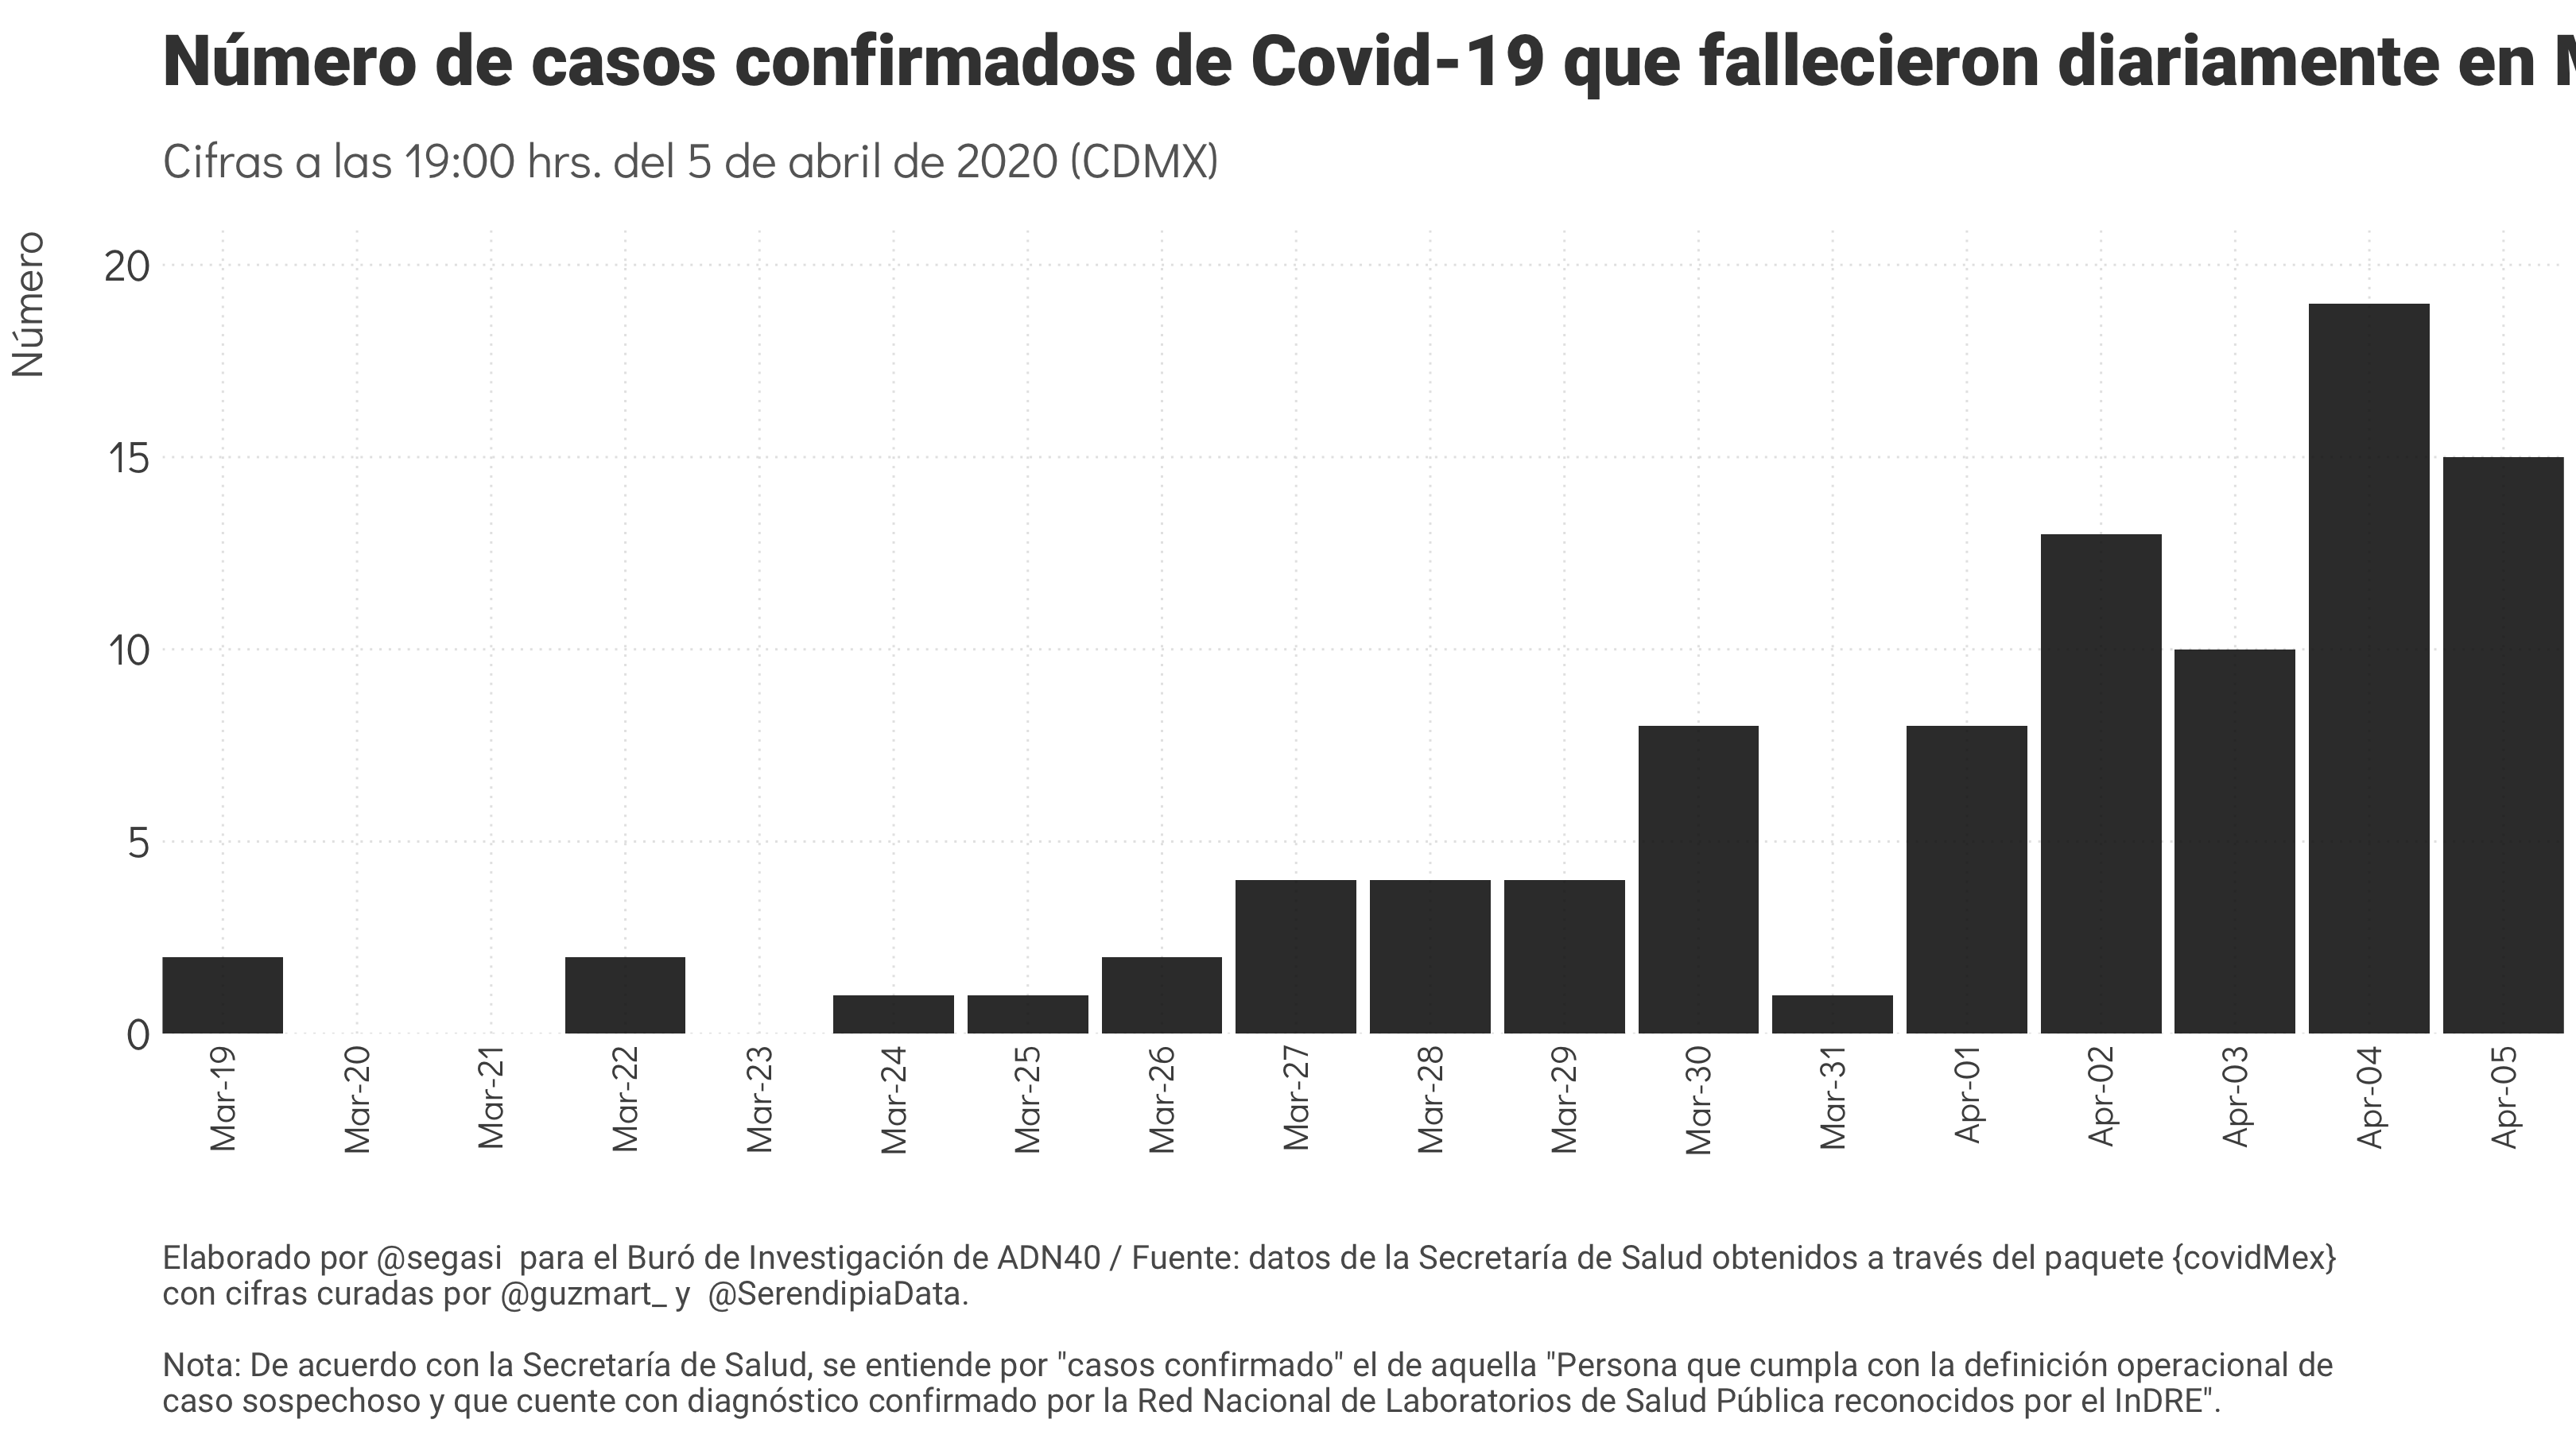 Número de casos confirmados de Covid-19 que fallecieron diariamente en
Cifras a las 19:00 hrs. del 5 de abril de 2020 (CDMX)
Número
20
15
10
5
0
Mar-19
Mar-20
Mar-21
Mar-22
Mar-23
Mar-24
Mar-25
Mar-26
Mar-27
Mar-28
Mar-29
Mar-30
Mar-31
Apr-01
Apr-02
Apr-03
Apr-04
Apr-05
Elaborado por @segasi  para el Buró de Investigación de ADN40 / Fuente: datos de la Secretaría de Salud obtenidos a través del paquete {covidMex}
con cifras curadas por @guzmart_ y  @SerendipiaData.
Nota: De acuerdo con la Secretaría de Salud, se entiende por "casos confirmado" el de aquella "Persona que cumpla con la definición operacional de
caso sospechoso y que cuente con diagnóstico confirmado por la Red Nacional de Laboratorios de Salud Pública reconocidos por el InDRE".